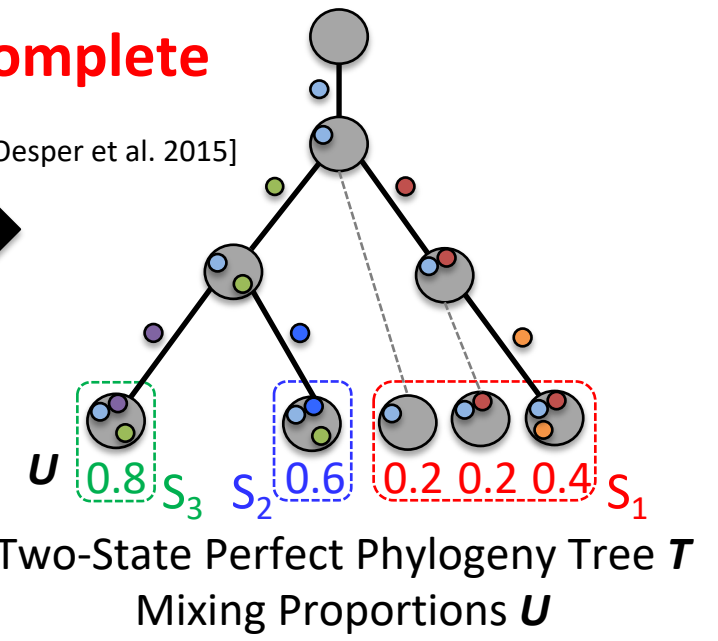 omplete
Desper et al. 2015]
U 0.8 S3 S2 0.6 0.2 0.2 0.4 S1
Two-State Perfect Phylogeny Tree T
Mixing Proportions U